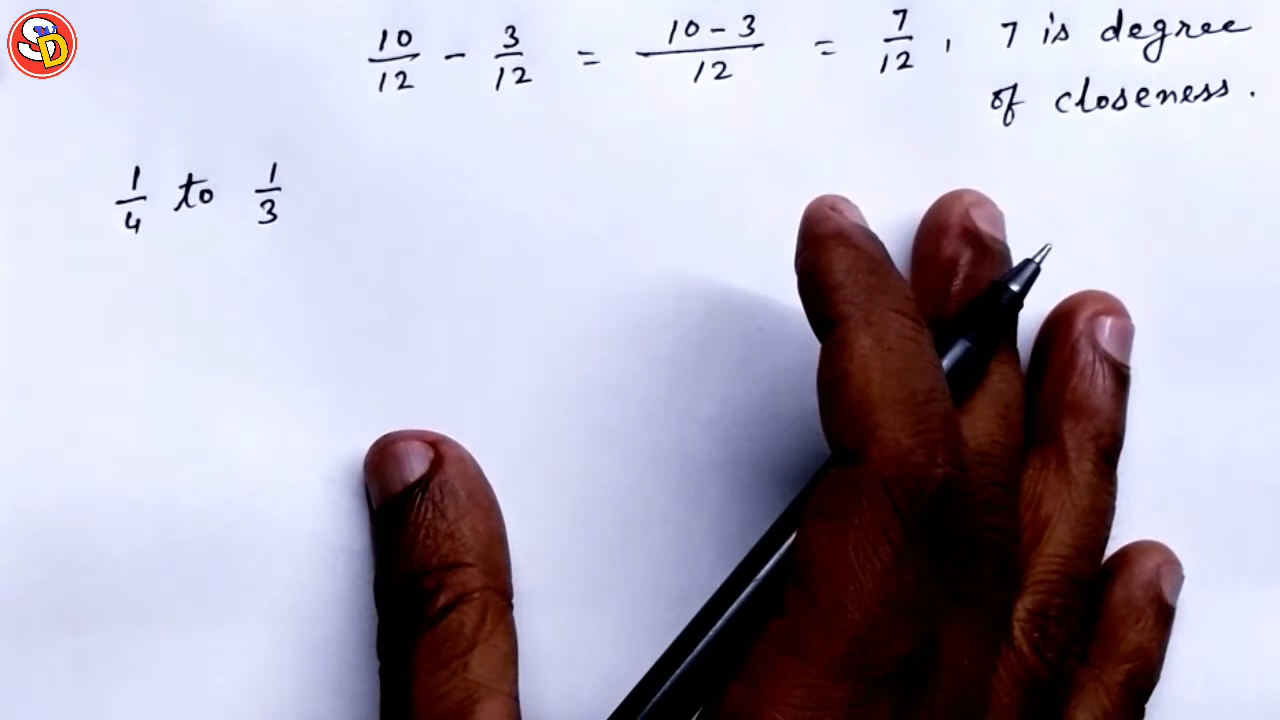 SD
10/12 - 3/12 = 10-3/12 = 7/12, 7 is degree
of closeness.
1/4 to 1/3